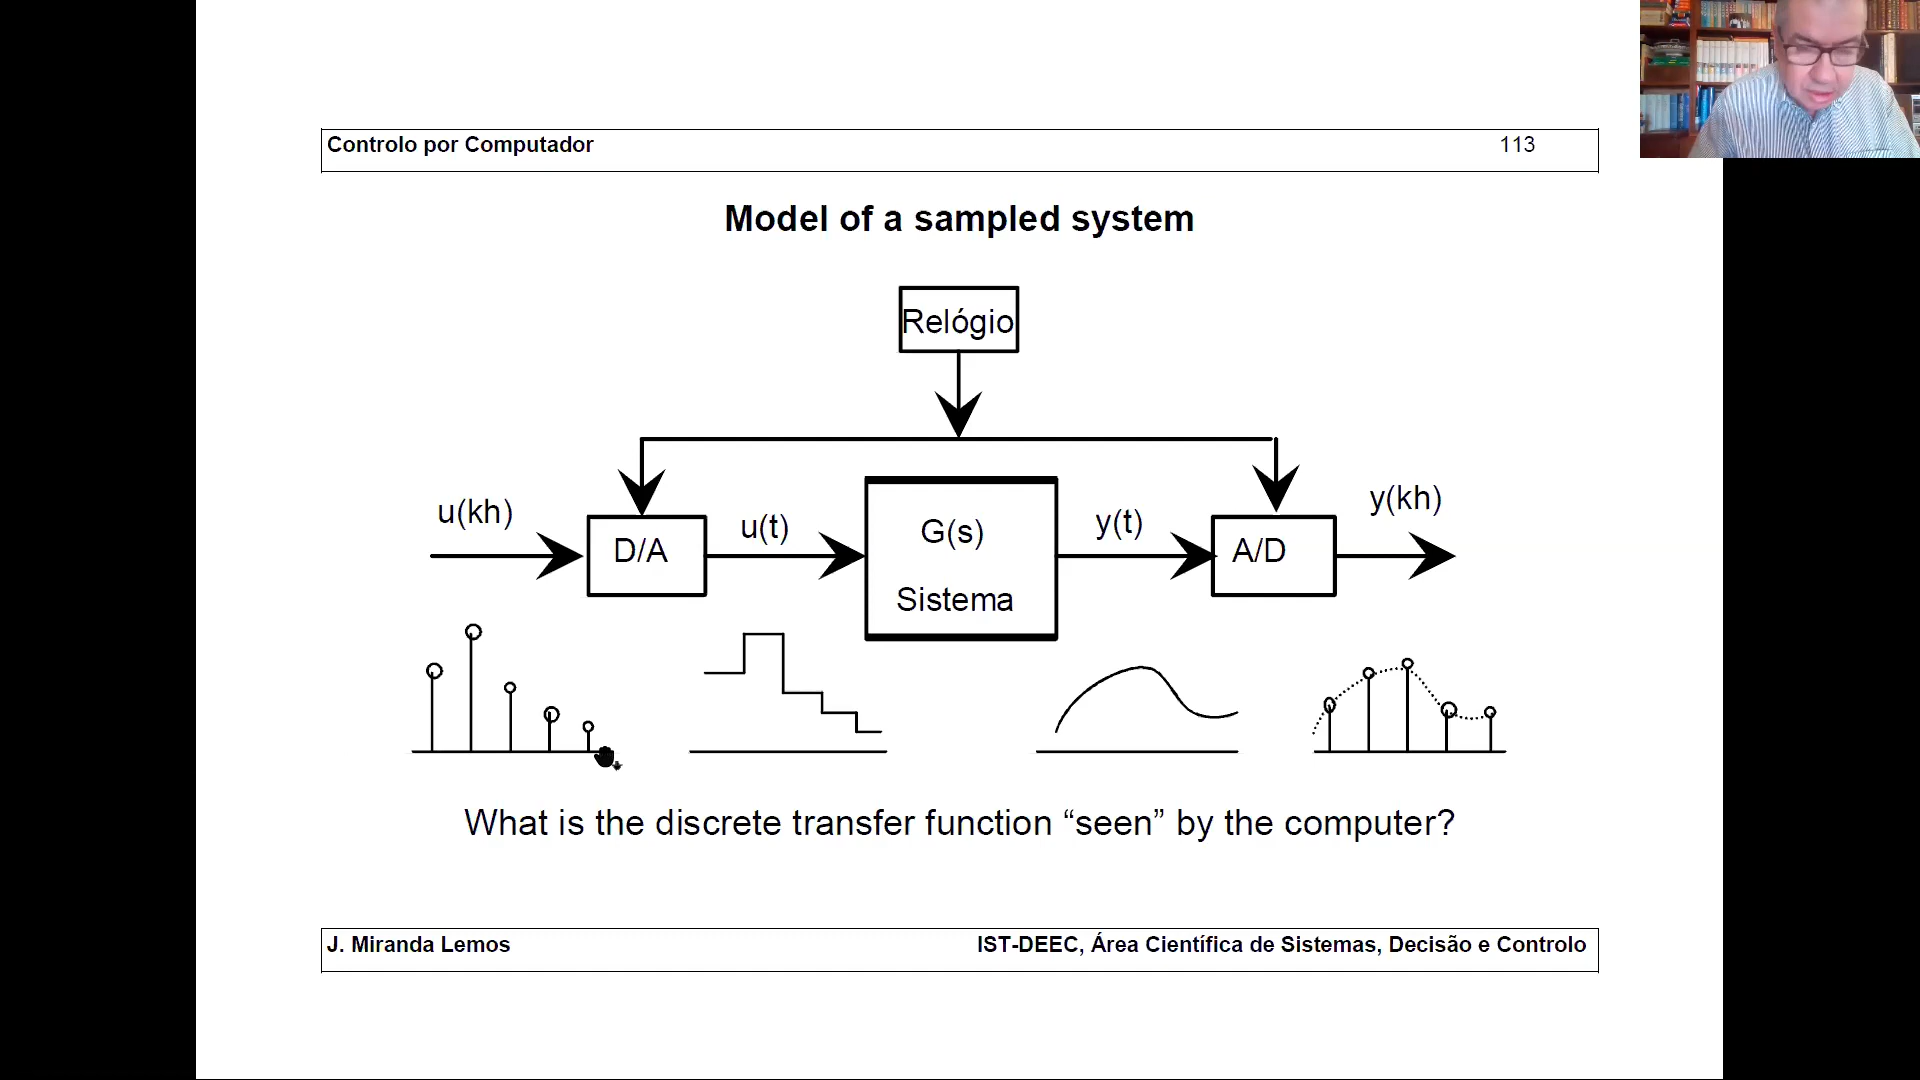 Controlo por Computador 113
Model of a sampled system
Relógio
u(kh)
D/A
u(t)
G(s)
Sistema
y(t)
A/D
y(kh)
What is the discrete transfer function “seen” by the computer?
J. Miranda Lemos IST-DEEC, Área Científica de Sistemas, Decisão e Controlo